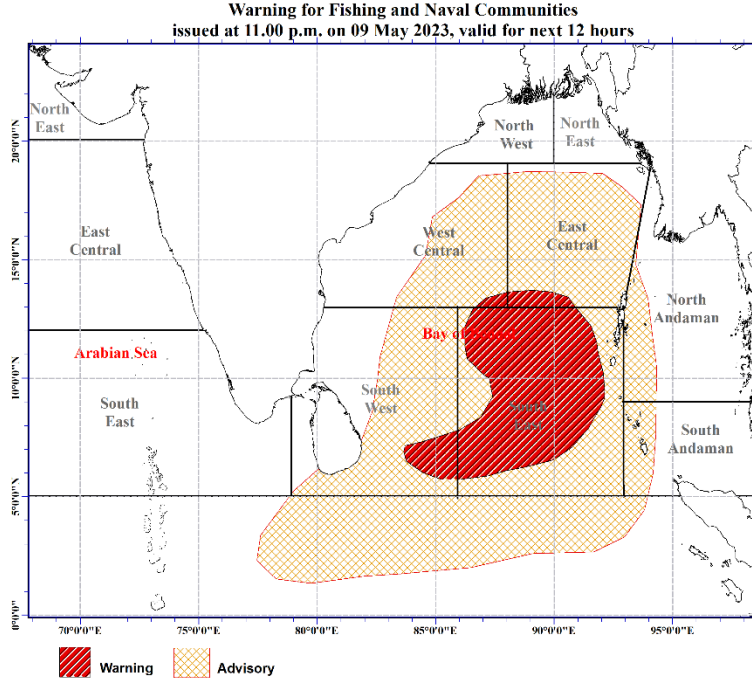 Warning for Fishing and Naval Communities
issued at 11.00 p.m. on 09 May 2023, valid for next 12 hours
North
East
North
West
North
East
20°0'0"N
East
Central
West
Central
East
Central
15°0'0"N
North
Andaman
Bay of
Arabian Sea
10°0'0"N
South
East
South
West
South
East
South
Andaman
5°0'0"N
0°0'0"
70°0'0"E
75°0'0"E
80°0'0"E
85°0'0"E
90°0'0"E
95°0'0"E
Warning
Advisory